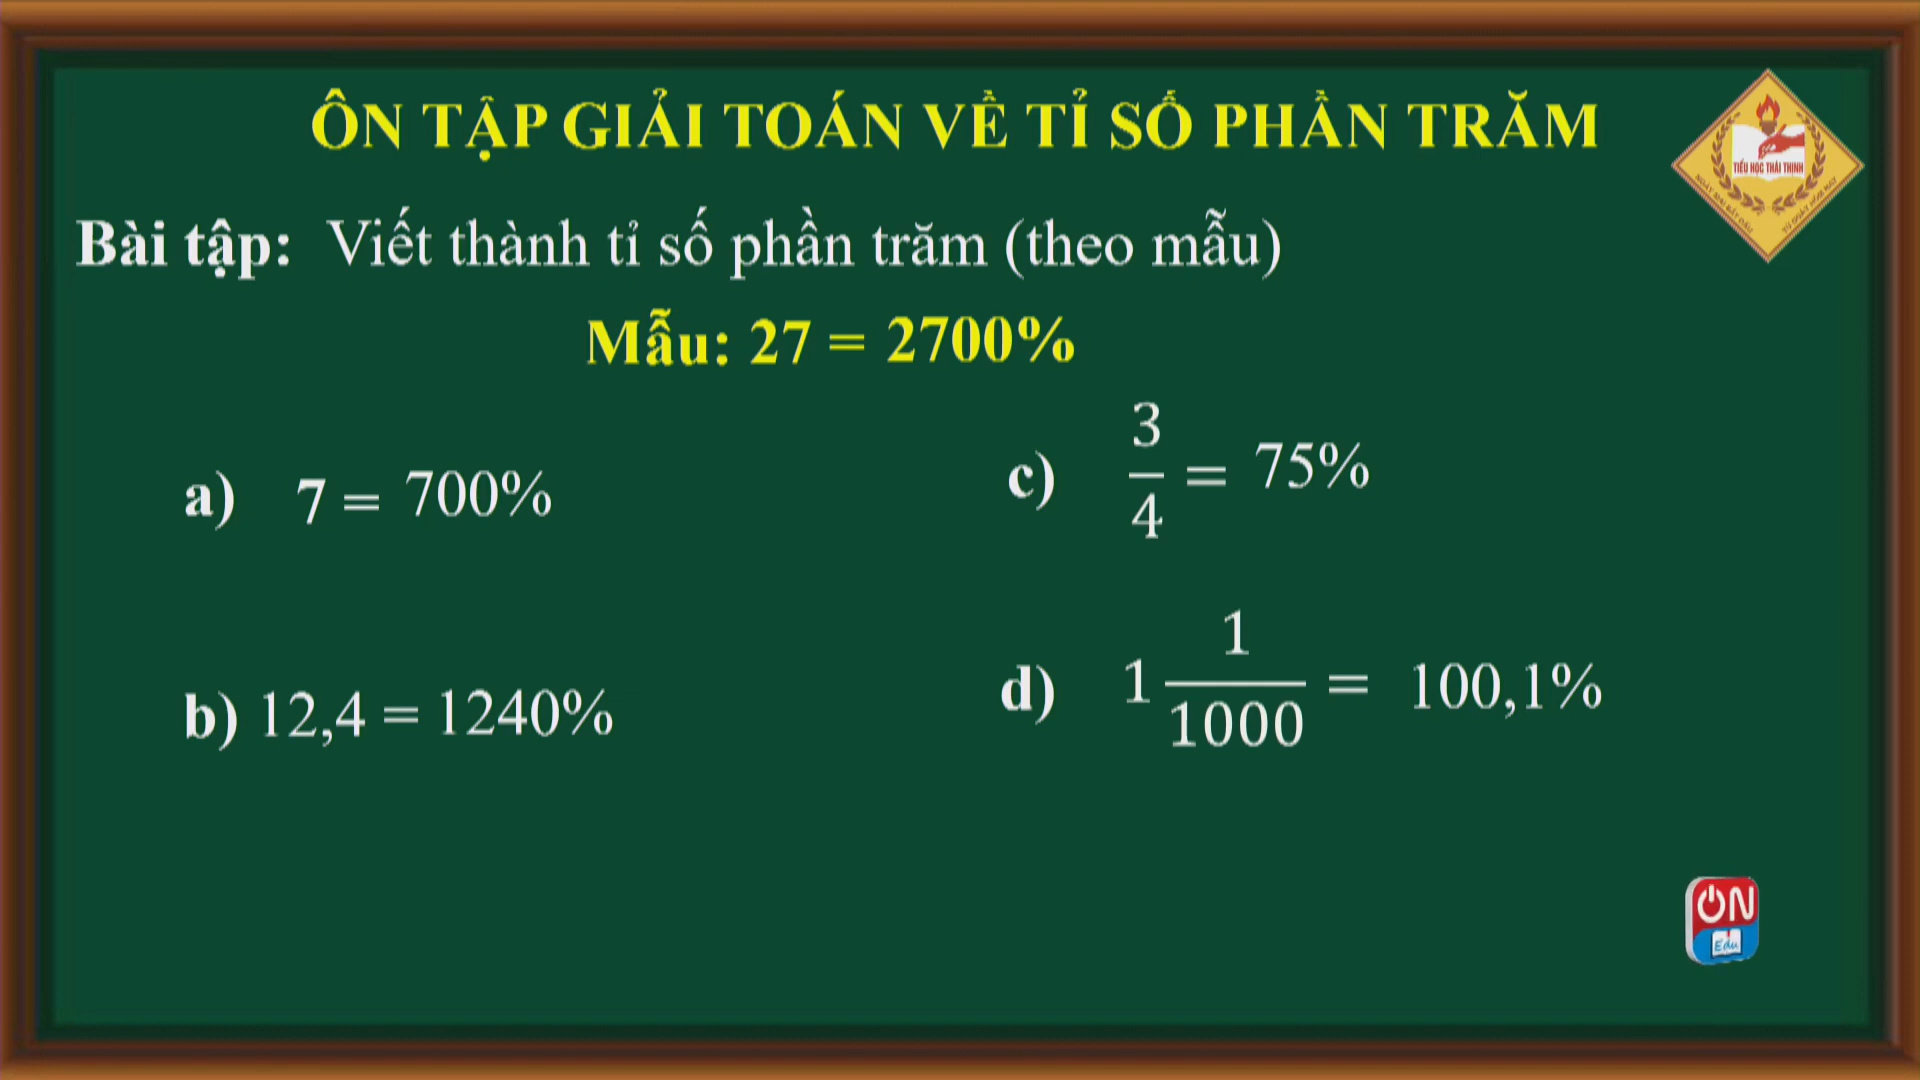 ÔN TẬP GIẢI TOÁN VỀ TỈ SỐ PHẦN TRĂM
TIỂU HỌC THÁI THỊNH
Bài tập: Viết thành tỉ số phần trăm (theo mẫu)
Mẫu: 27 = 2700%
a) 7 = 700%
c) 3/4 = 75%
b) 12,4 = 1240%
d) 1 1/1000 = 100,1%
ON
Edu